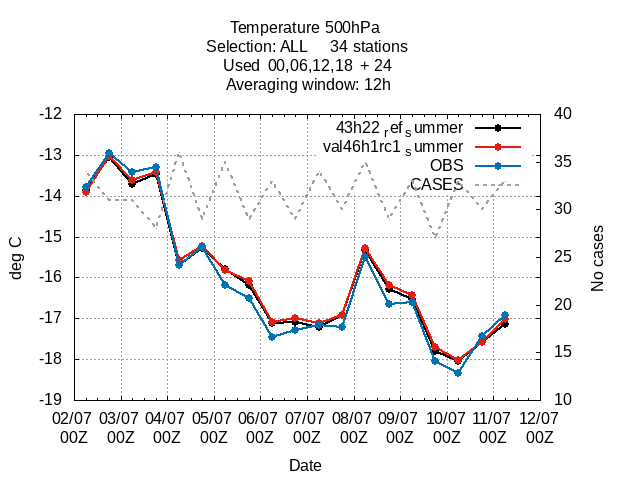 Temperature 500hPa
Selection: ALL 34 stations
Used 00,06,12,18 + 24
Averaging window: 12h
-12
-13
-14
-15
-16
-17
-18
-19
40
35
30
25
20
15
10
43h22 ref summer
val46h1rc1 summer
OBS
CASES
deg C
No cases
02/07 03/07 04/07 05/07 06/07 07/07 08/07 09/07 10/07 11/07 12/07
00Z 00Z 00Z 00Z 00Z 00Z 00Z 00Z 00Z 00Z 00Z
Date